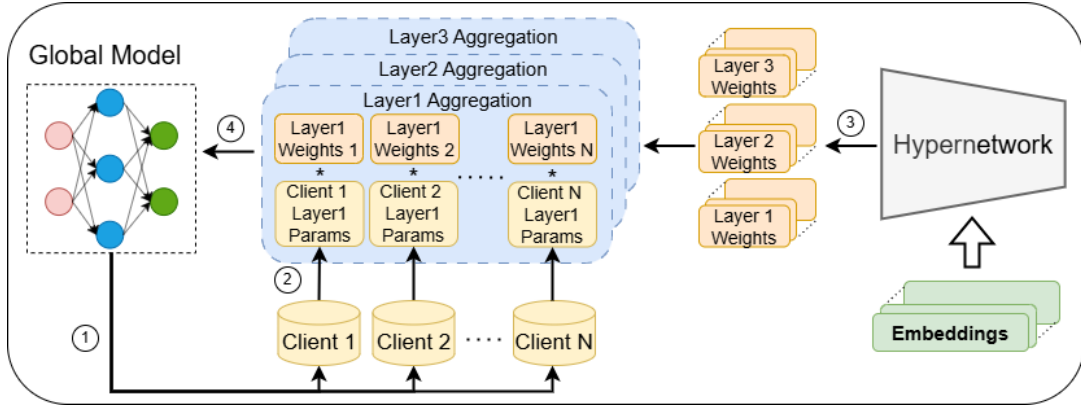 Global Model
Layer3 Aggregation
Layer2 Aggregation
Layer1 Aggregation
Layer1
Weights 1
Layer1
Weights 2
Layer1
Weights N
* * *
.....
Client 1
Layer1
Params
Client 2
Layer1
Params
Client N
Layer1
Params
4
2
1
Client 1
Client 2
....
Client N
Layer 3
Weights
Layer 2
Weights
Layer 1
Weights
3
Hypernetwork
Embeddings